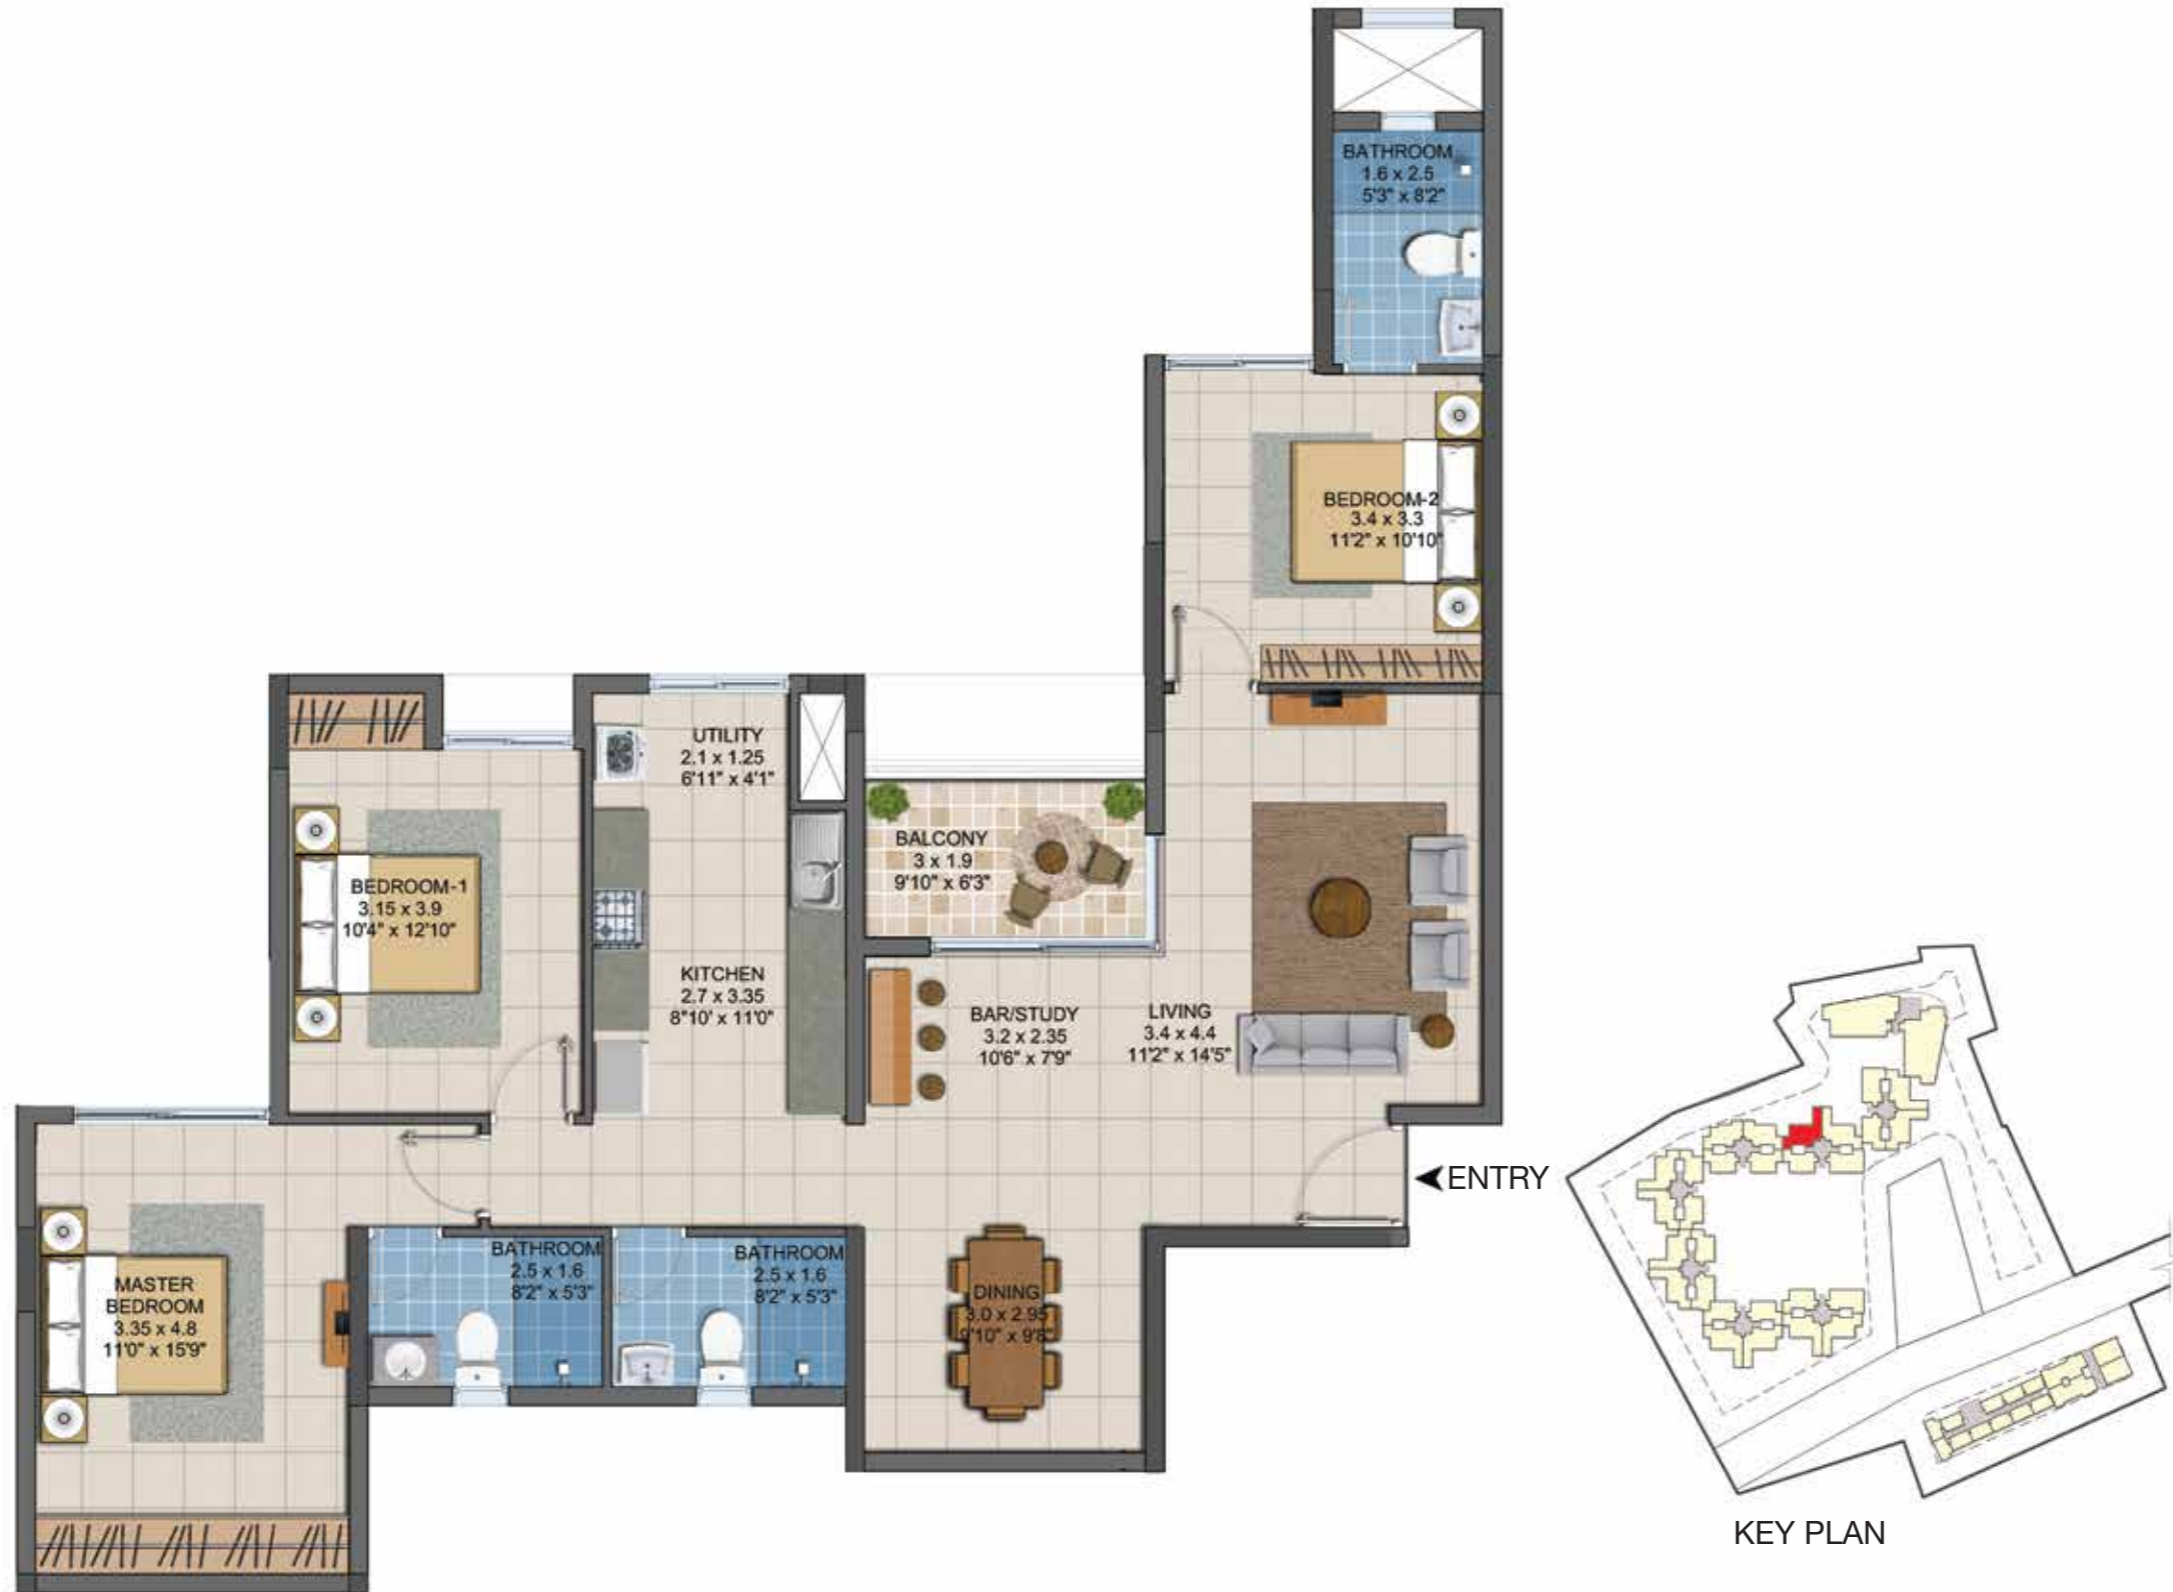 BATHROOM
1.6 x 2.5
5'3" x 8'2"
BEDROOM-2
3.4 x 3.3
11'2" x 10'10"
UTILITY
2.1 x 1.25
6'11" x 4'1"
BALCONY
3 x 1.9
9'10" x 6'3"
BEDROOM-1
3.15 x 3.9
10'4" x 12'10"
KITCHEN
2.7 x 3.35
8"10' x 11'0"
BAR/STUDY
3.2 x 2.35
10'6" x 7'9"
LIVING
3.4 x 4.4
11'2" x 14'5"
ENTRY
MASTER
BEDROOM
3.35 x 4.8
11'0" x 15'9"
BATHROOM
2.5 x 1.6
8'2" x 5'3"
BATHROOM
2.5 x 1.6
8'2" x 5'3"
DINING
3.0 x 2.95
9'10" x 9'8"
KEY PLAN